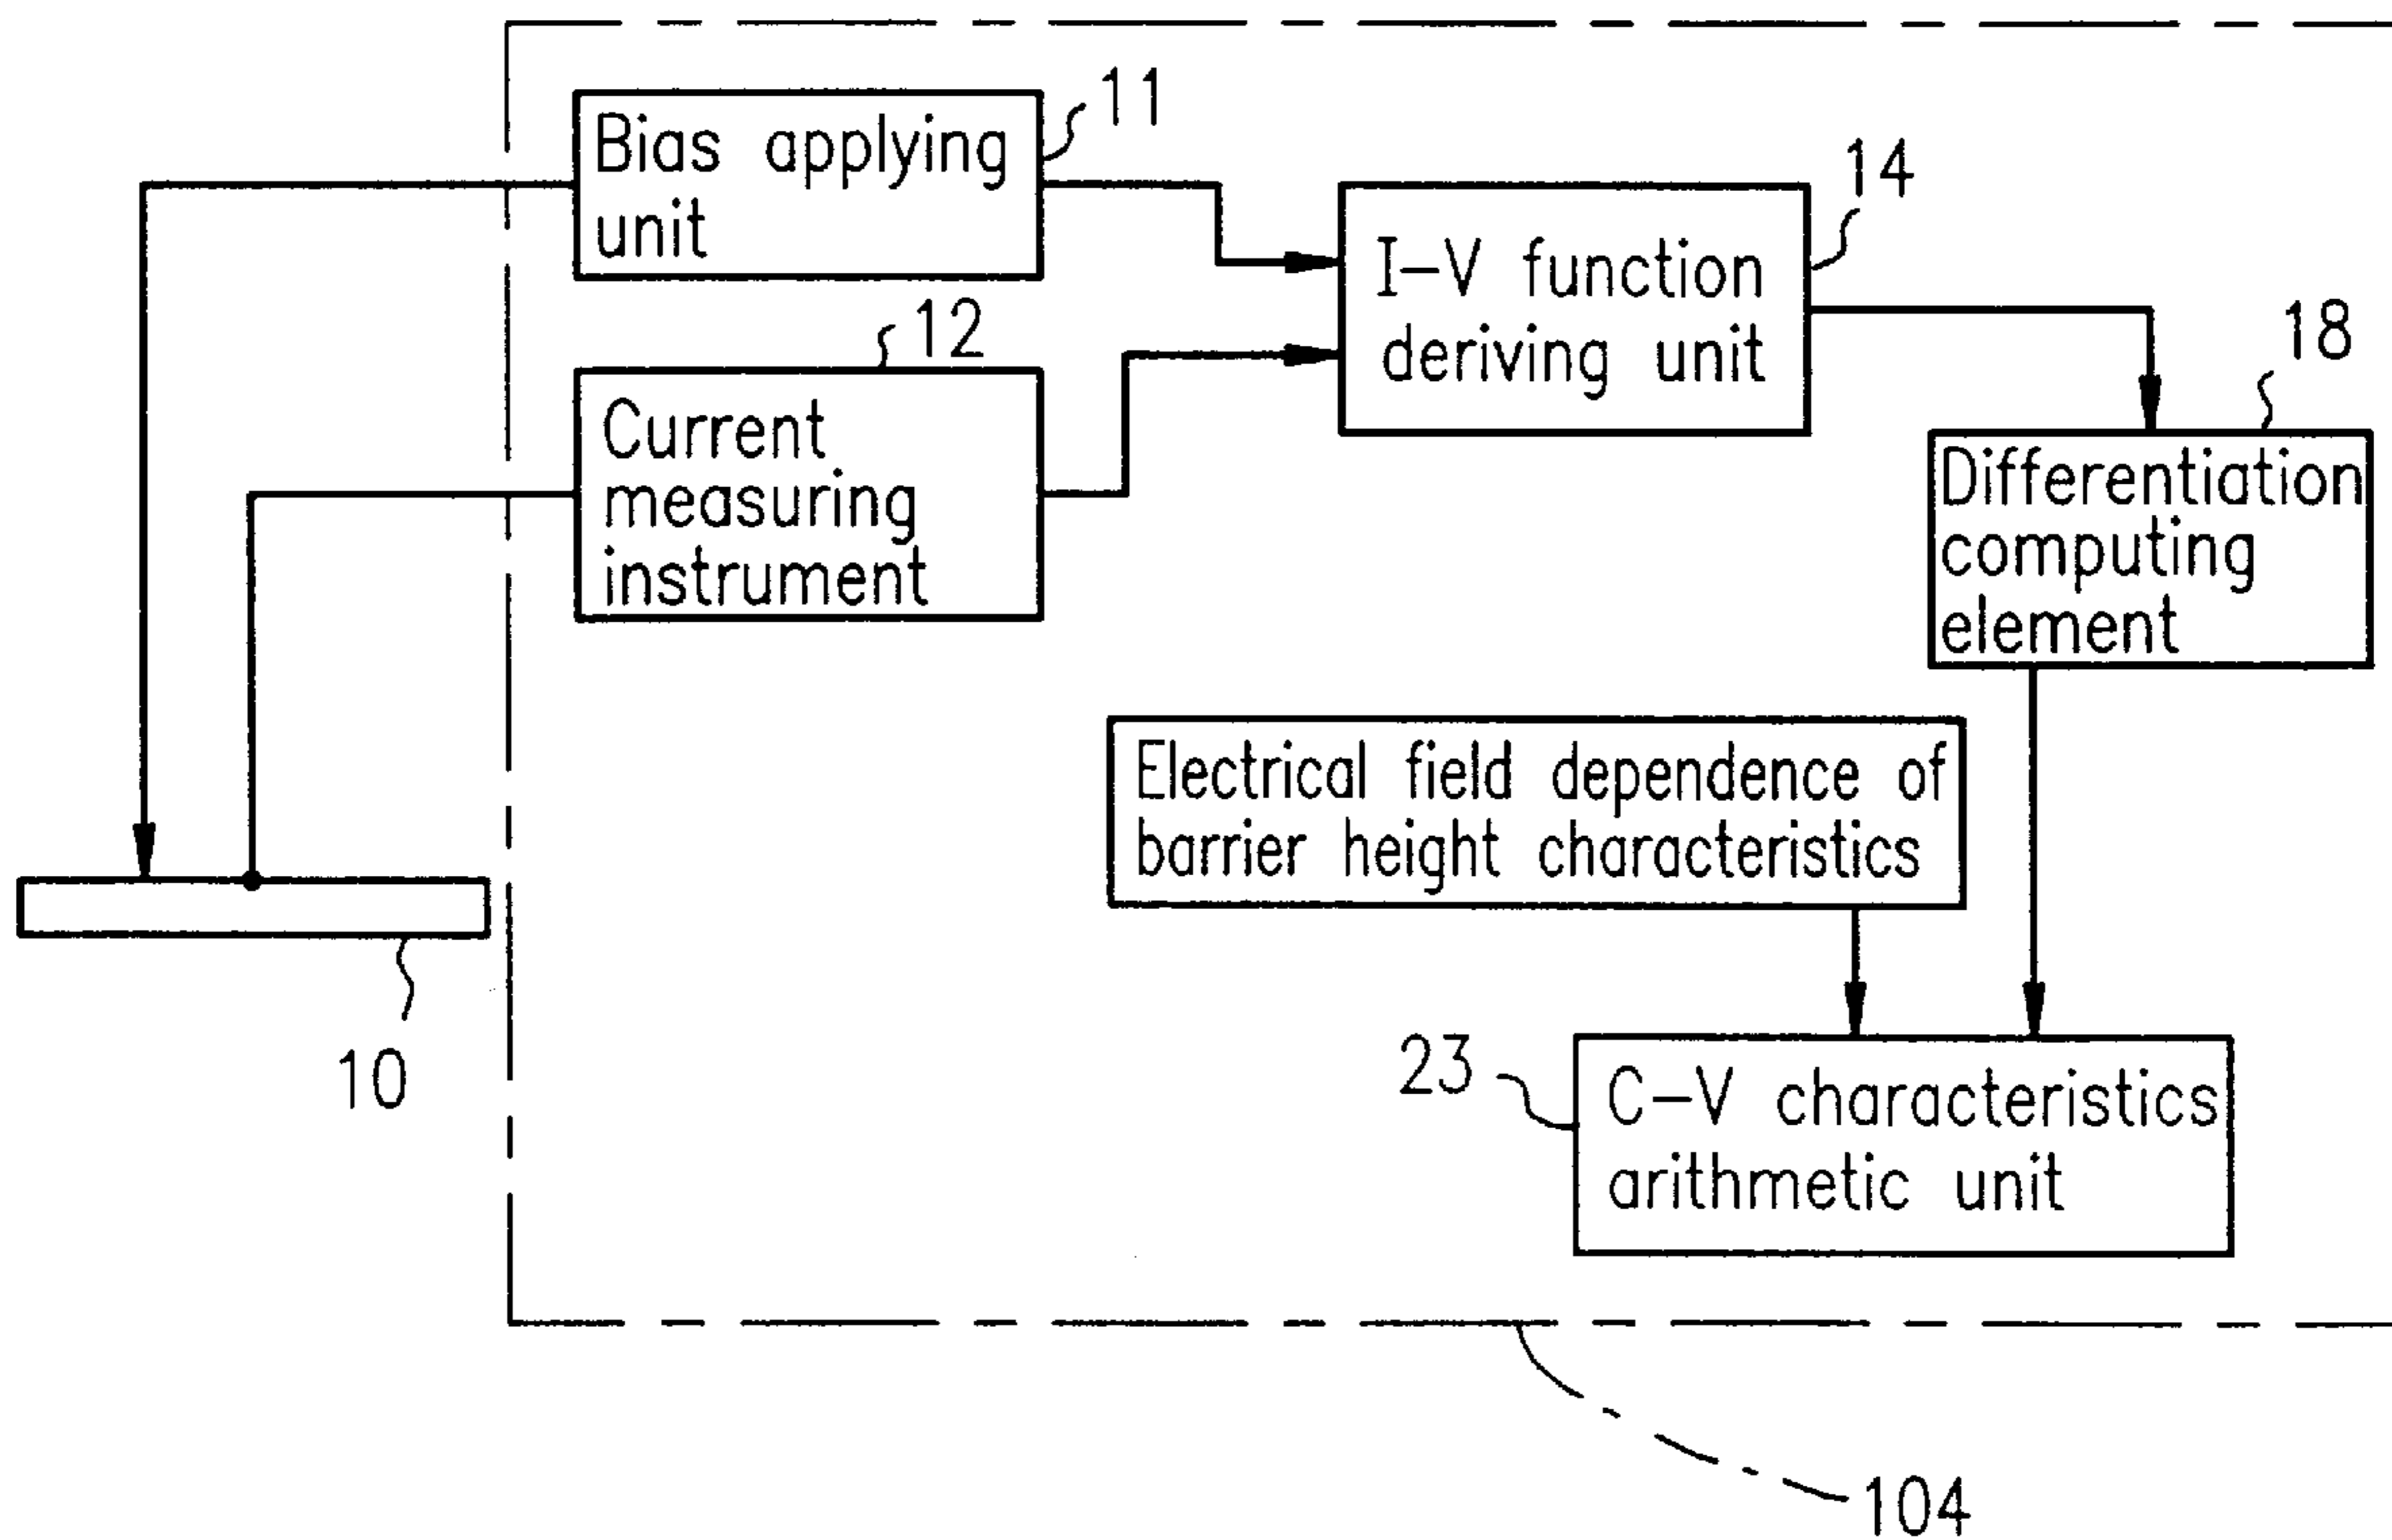 11
Bias applying
unit
14
I-V function
deriving unit
12
Current
measuring
instrument
18
Differentiation
computing
element
Electrical field dependence of
barrier height characteristics
10
23
C-V characteristics
arithmetic unit
104